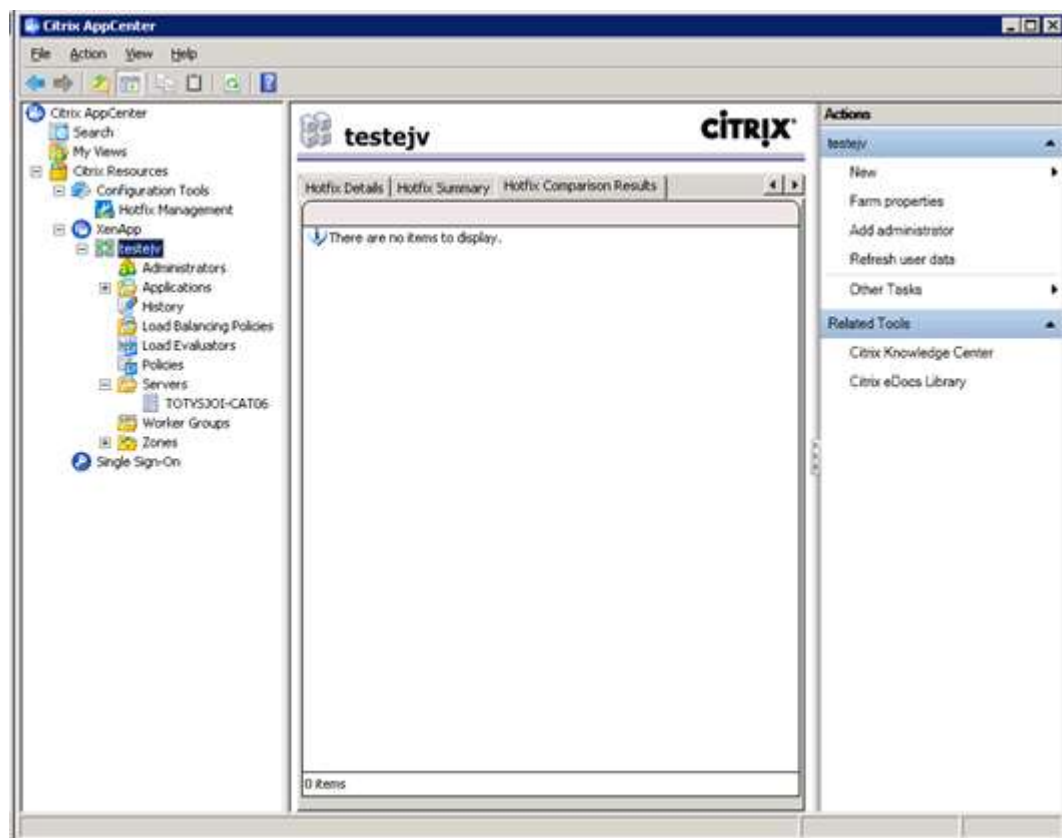 Citrix AppCenter
File Action View Help
Citrix AppCenter
Search
My Views
Citrix Resources
Configuration Tools
Hotfix Management
XenApp
testejv
Administrators
Applications
History
Load Balancing Policies
Load Evaluators
Policies
Servers
TOTVSJOI-CAT06
Worker Groups
Zones
Single Sign-On
testejv
CITRIX
Hotfix Details Hotfix Summary Hotfix Comparison Results
There are no items to display.
0 items
Actions
testejv
New
Farm properties
Add administrator
Refresh user data
Other Tasks
Related Tools
Citrix Knowledge Center
Citrix eDocs Library